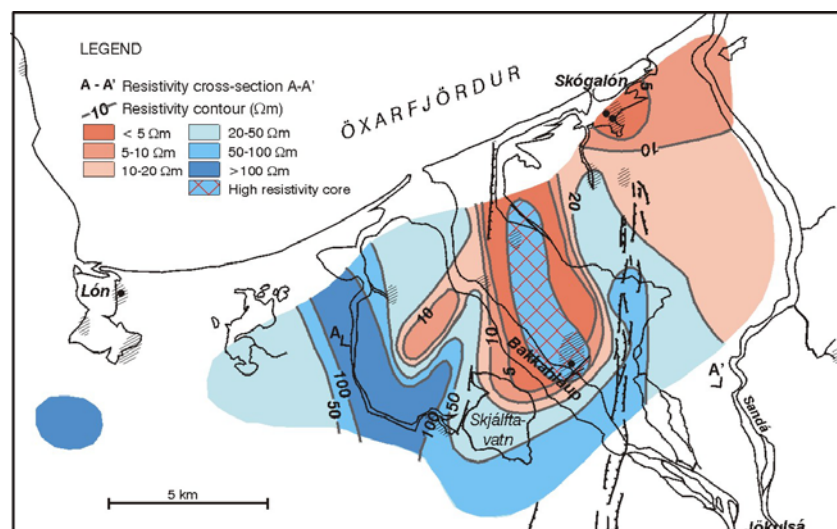 LEGEND
A - A' Resistivity cross-section A-A'
-10- Resistivity contour (Ωm)
< 5 Ωm
5-10 Ωm
10-20 Ωm
20-50 Ωm
50-100 Ωm
>100 Ωm
High resistivity core
ÖXARFJÖRDUR
Skógalón
5
10
20
Lón
A
10
10
5
Bakkahlaup
A'
100
50
100
50
Skjálfta-
vatn
Sandá
5 km
Jökulsá